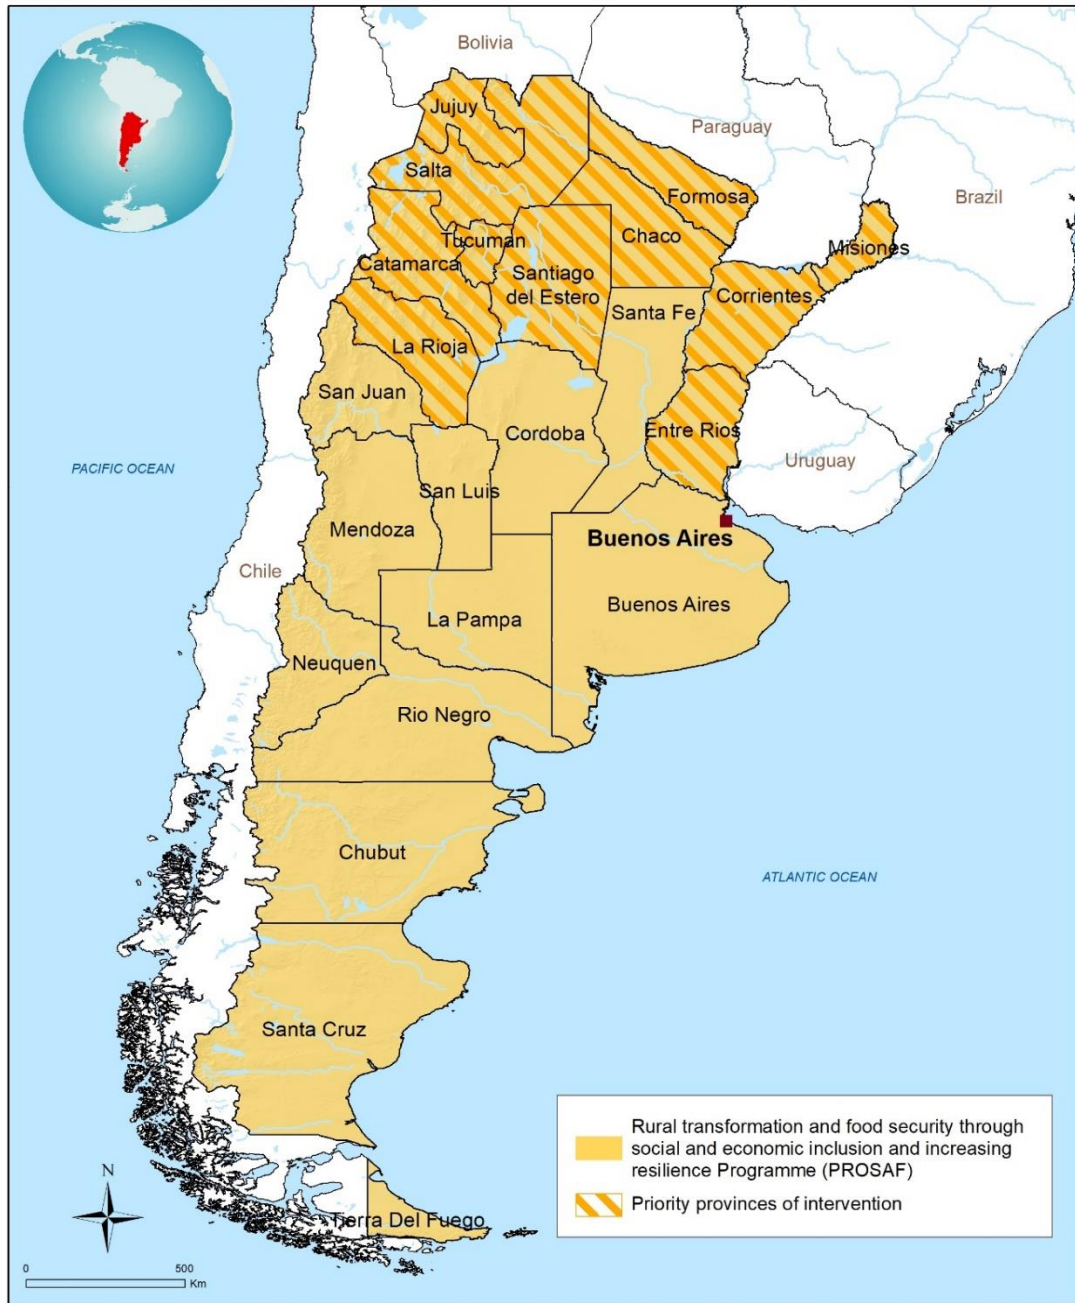 Bolivia
Jujuy
Paraguay
Salta
Formosa
Brazil
Chaco
Tucuman
Misiones
Catamarca
Santiago
del Estero
Corrientes
Santa Fe
La Rioja
San Juan
Cordoba
Entre Rios
PACIFIC OCEAN
Uruguay
San Luis
Mendoza
Buenos Aires
Chile
Buenos Aires
La Pampa
Neuquen
Rio Negro
Chubut
ATLANTIC OCEAN
Santa Cruz
Rural transformation and food security through
social and economic inclusion and increasing
resilience Programme (PROSAF)
Priority provinces of intervention
N
Tierra Del Fuego
0 500
Km